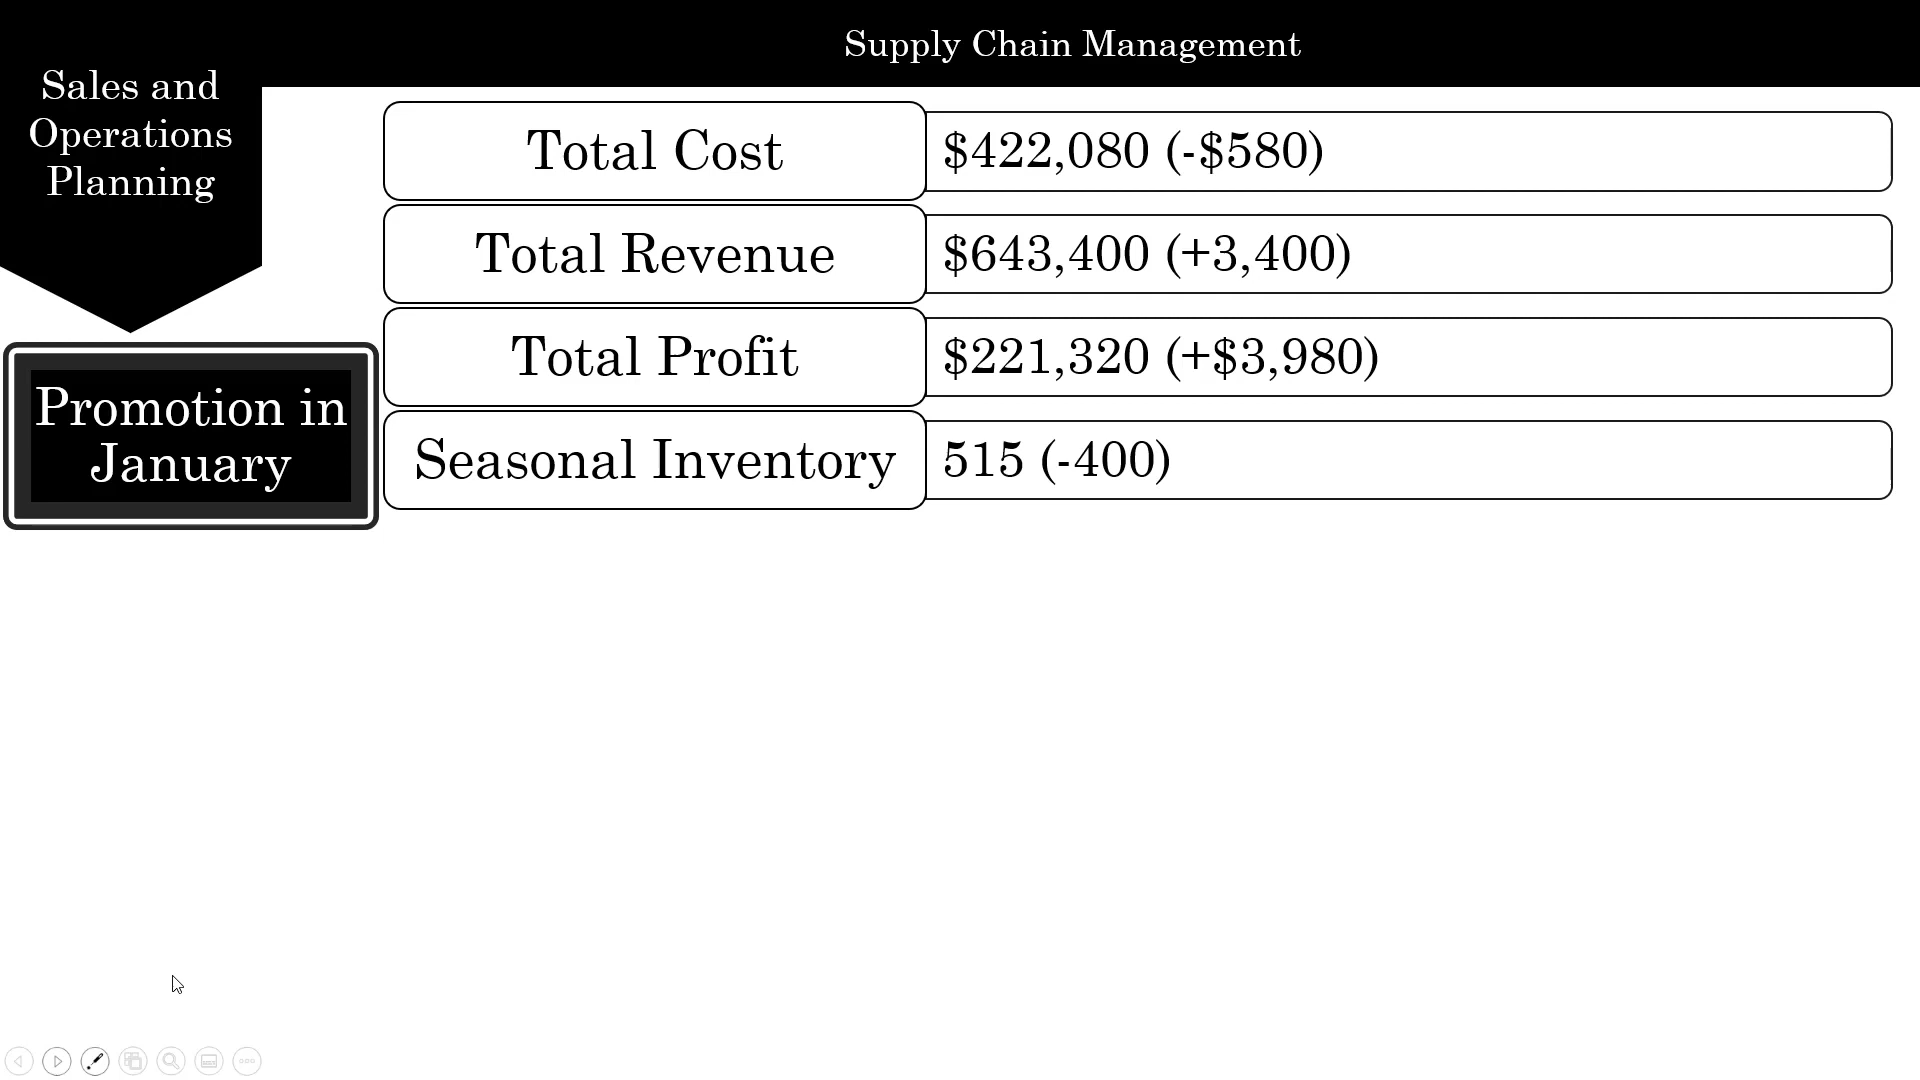 Supply Chain Management
Sales and
Operations
Planning
Total Cost
$422,080 (-$580)
Total Revenue
$643,400 (+3,400)
Total Profit
$221,320 (+$3,980)
Seasonal Inventory
515 (-400)
Promotion in
January